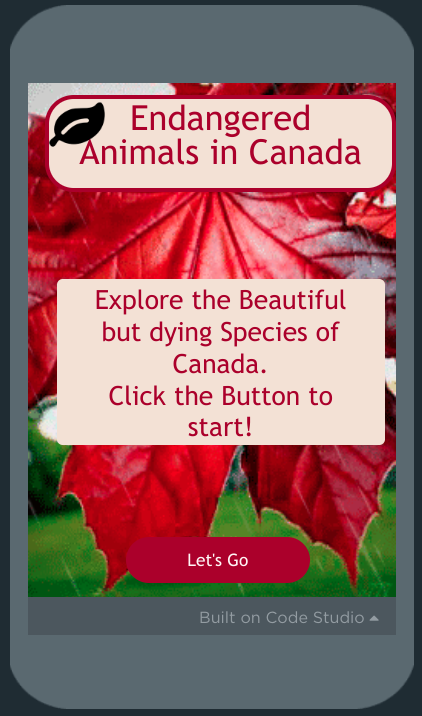 Endangered
Animals in Canada
Explore the Beautiful
but dying Species of
Canada.
Click the Button to
start!
Let's Go
Built on Code Studio